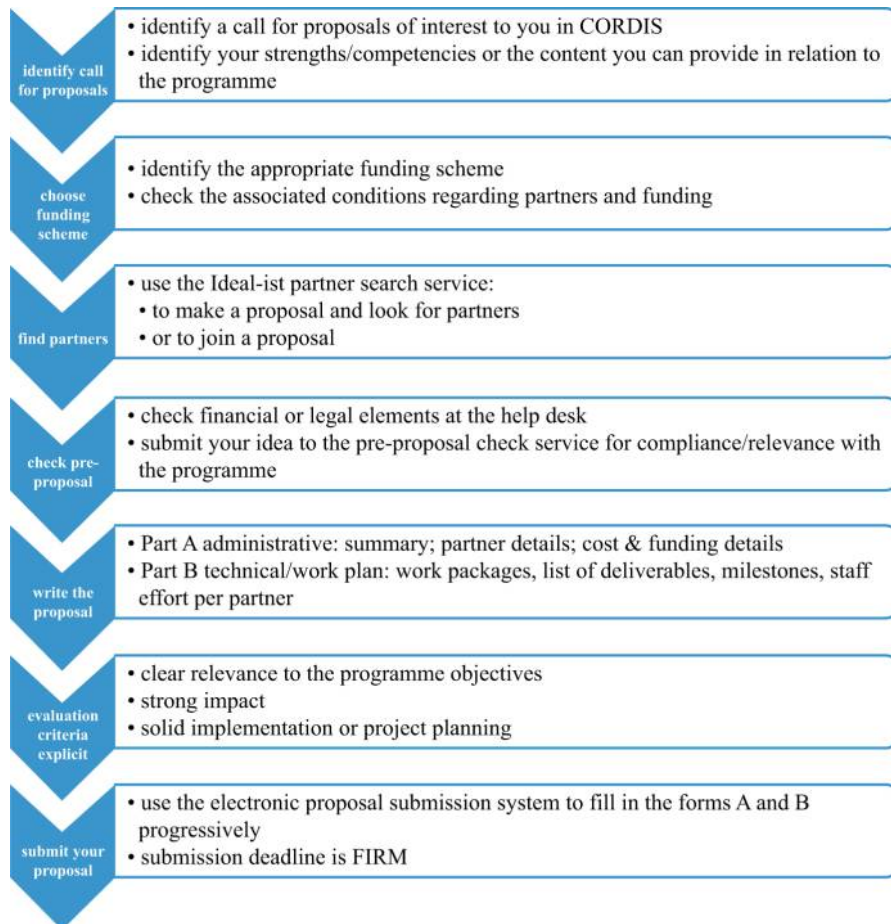 identify call
for proposals
• identify a call for proposals of interest to you in CORDIS
• identify your strengths/competencies or the content you can provide in relation to
the programme
choose
funding
scheme
• identify the appropriate funding scheme
• check the associated conditions regarding partners and funding
find partners
• use the Ideal-ist partner search service:
• to make a proposal and look for partners
• or to join a proposal
check pre-
proposal
• check financial or legal elements at the help desk
• submit your idea to the pre-proposal check service for compliance/relevance with
the programme
write the
proposal
• Part A administrative: summary; partner details; cost & funding details
• Part B technical/work plan: work packages, list of deliverables, milestones, staff
effort per partner
evaluation
criteria
explicit
• clear relevance to the programme objectives
• strong impact
• solid implementation or project planning
submit your
proposal
• use the electronic proposal submission system to fill in the forms A and B
progressively
• submission deadline is FIRM